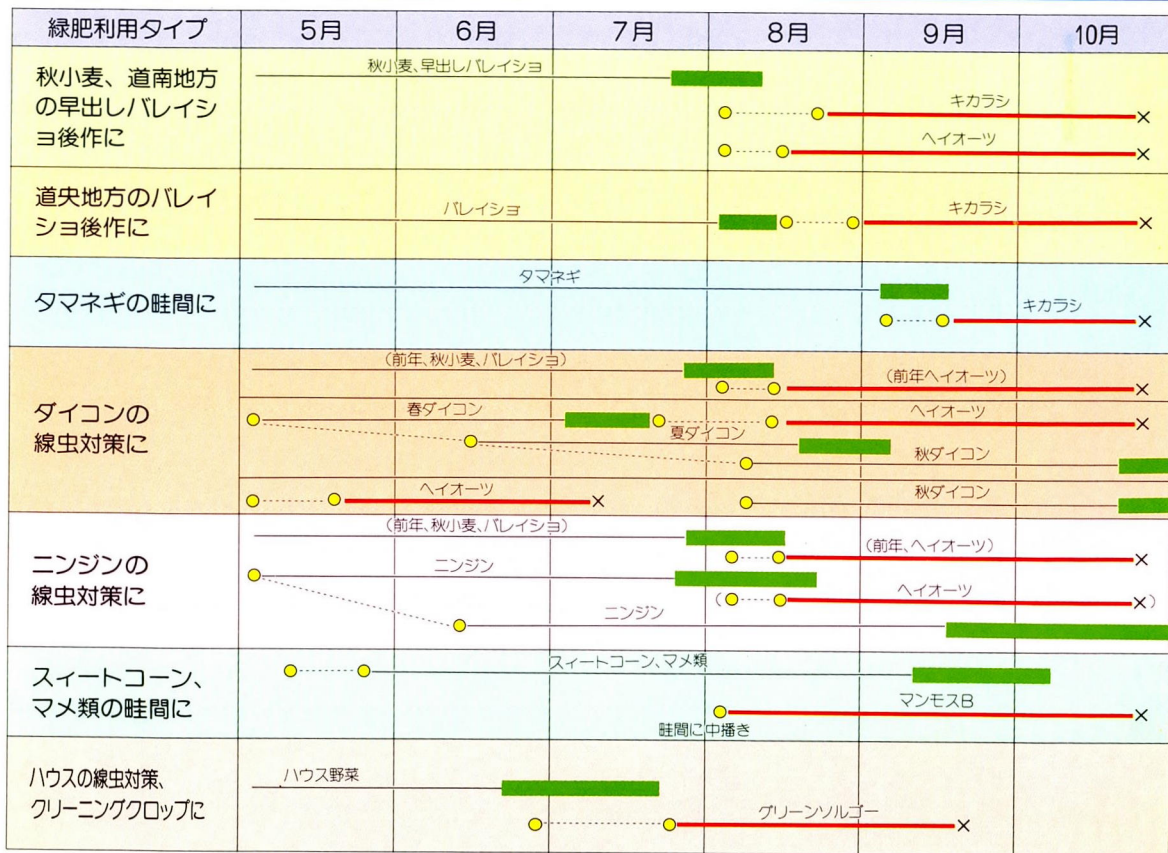 緑肥利用タイプ 5月 6月 7月 8月 9月 10月
秋小麦、道南地方
の早出しバレイシ
ョ後作に
秋小麦、早出しバレイショ
キカラシ
ヘイオーツ
道央地方のバレイ
ショ後作に
バレイショ
キカラシ
タマネギの畦間に
タマネギ
キカラシ
ダイコンの
線虫対策に
(前年、秋小麦、バレイショ)
(前年ヘイオーツ)
春ダイコン
ヘイオーツ
夏ダイコン
秋ダイコン
ヘイオーツ
秋ダイコン
ニンジンの
線虫対策に
(前年、秋小麦、バレイショ)
(前年、ヘイオーツ)
ニンジン
( ヘイオーツ )
ニンジン
スィートコーン、
マメ類の畦間に
スィートコーン、マメ類
マンモスB
畦間に中播き
ハウスの線虫対策、
クリーニングクロップに
ハウス野菜
グリーンソルゴー